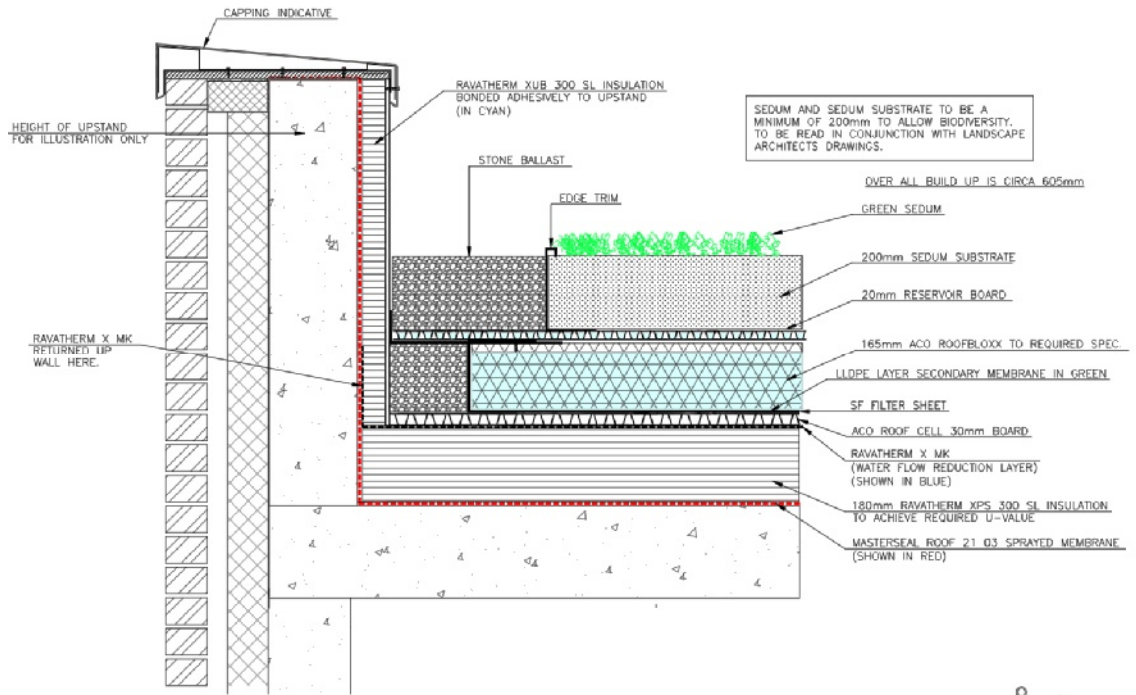 CAPPING INDICATIVE
RAVATHERM XUB 300 SL INSULATION
BONDED ADHESIVELY TO UPSTAND
(IN CYAN)
HEIGHT OF UPSTAND
FOR ILLUSTRATION ONLY
SEDUM AND SEDUM SUBSTRATE TO BE A
MINIMUM OF 200mm TO ALLOW BIODIVERSITY.
TO BE READ IN CONJUNCTION WITH LANDSCAPE
ARCHITECTS DRAWINGS.
STONE BALLAST
OVER ALL BUILD UP IS CIRCA 605mm
EDGE TRIM
GREEN SEDUM
200mm SEDUM SUBSTRATE
20mm RESERVOIR BOARD
RAVATHERM X MK
RETURNED UP
WALL HERE.
165mm ACO ROOFBLOXX TO REQUIRED SPEC.
LLDPE LAYER SECONDARY MEMBRANE IN GREEN
SF FILTER SHEET
ACO ROOF CELL 30mm BOARD
RAVATHERM X MK
(WATER FLOW REDUCTION LAYER)
(SHOWN IN BLUE)
180mm RAVATHERM XPS 300 SL INSULATION
TO ACHIEVE REQUIRED U-VALUE
MASTERSEAL ROOF 21 03 SPRAYED MEMBRANE
(SHOWN IN RED)